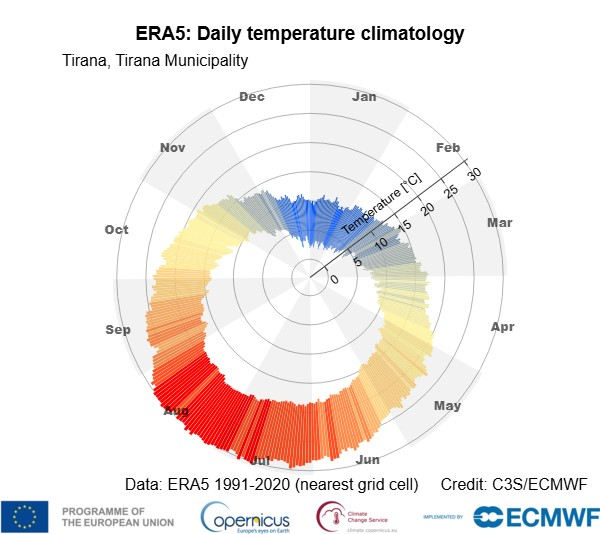 ERA5: Daily temperature climatology
Tirana, Tirana Municipality
Dec
Jan
Nov
Feb
Temperature [°C]
0
5
10
15
20
25
30
Oct
Mar
Sep
Apr
Aug
May
Jul
Jun
Data: ERA5 1991-2020 (nearest grid cell) Credit: C3S/ECMWF
PROGRAMME OF
THE EUROPEAN UNION
opernicus
Europe's eyes on Earth
Climate
Change Service
climate.copernicus.eu
IMPLEMENTED BY
ECMWF